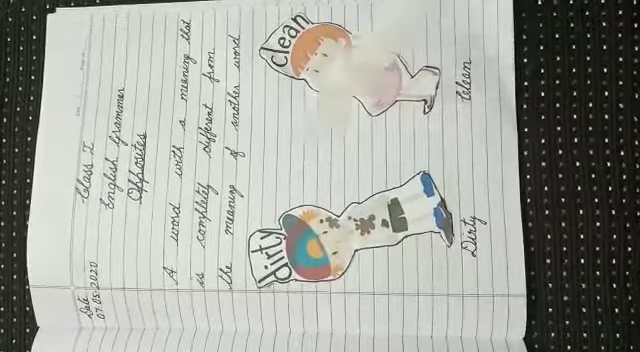 Date
07.05.2020
Class I
English Grammar
Opposites
A word with a meaning that
is completely different from
the meaning of another word
dirty
clean
Dirty
Clean